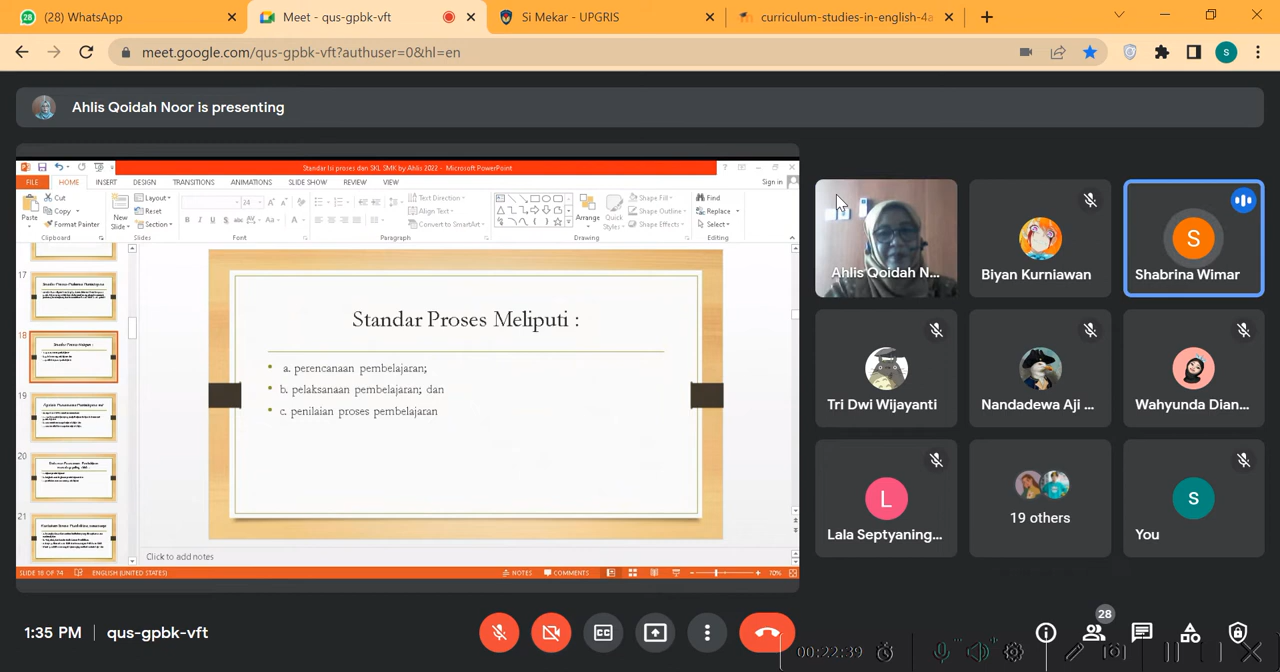 (28) WhatsApp
Meet - qus-gpbk-vft
Si Mekar - UPGRIS
curriculum-studies-in-english-4a
meet.google.com/qus-gpbk-vft?authuser=0&hl=en
S
Ahlis Qoidah Noor is presenting
Standar Isi proses dan SKL SMK by Ahlis 2022 - Microsoft PowerPoint
FILE HOME INSERT DESIGN TRANSITIONS ANIMATIONS SLIDE SHOW REVIEW VIEW Sign in
Paste
Cut
Copy
Format Painter
Clipboard
New Slide
Layout
Reset
Section
Slides
24
Font
Text Direction
Align Text
Convert to SmartArt
Paragraph
Arrange
Quick Styles
Shape Fill
Shape Outline
Shape Effects
Drawing
Find
Replace
Select
Editing
17
18
19
20
21
Standar Proses Meliputi :
a. perencanaan pembelajaran;
b. pelaksanaan pembelajaran; dan
c. penilaian proses pembelajaran
Click to add notes
SLIDE 18 OF 74 ENGLISH (UNITED STATES) NOTES COMMENTS 70%
Ahlis Qoidah N...
Biyan Kurniawan
S
Shabrina Wimar
Tri Dwi Wijayanti
Nandadewa Aji ...
Wahyunda Dian...
L
Lala Septyaning...
19 others
S
You
1:35 PM | qus-gpbk-vft
CC
28
00:22:39